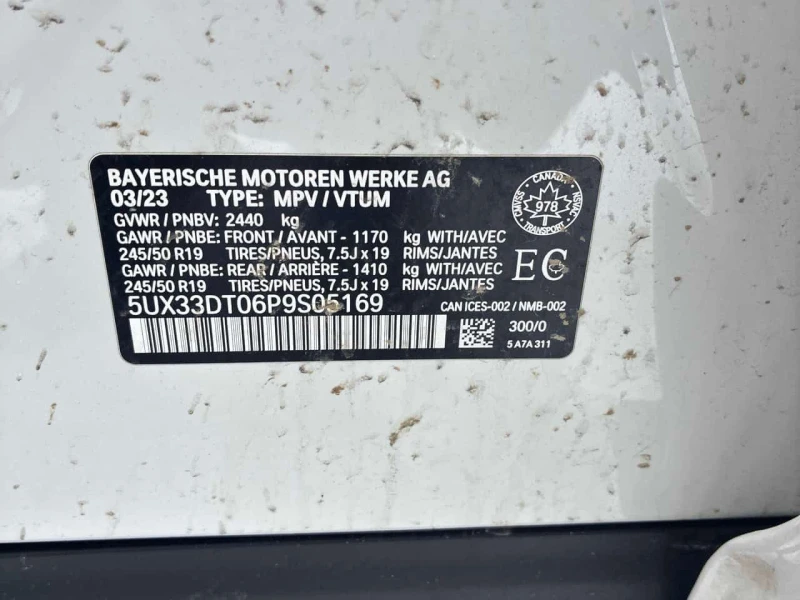 BAYERISCHE MOTOREN WERKE AG
03/23 TYPE: MPV / VTUM
GVWR / PNBV: 2440 kg
GAWR / PNBE: FRONT / AVANT - 1170 kg WITH/AVEC
245/50 R19 TIRES/PNEUS, 7.5J x 19 RIMS/JANTES
GAWR / PNBE: REAR / ARRIÈRE - 1410 kg WITH/AVEC
245/50 R19 TIRES/PNEUS, 7.5J x 19 RIMS/JANTES
5UX33DT06P9S05169
CANADA
CMVSS 978 NSVAC
TRANSPORT
EC
CAN ICES-002 / NMB-002
300/0
5 A7A 311